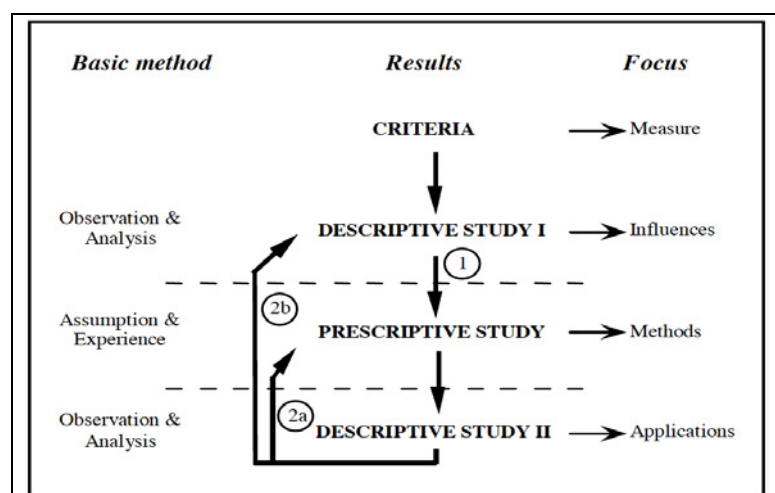 Basic method Results Focus
CRITERIA Measure
Observation &
Analysis
DESCRIPTIVE STUDY I Influences
1
2b
Assumption &
Experience
PRESCRIPTIVE STUDY Methods
2a
Observation &
Analysis
DESCRIPTIVE STUDY II Applications